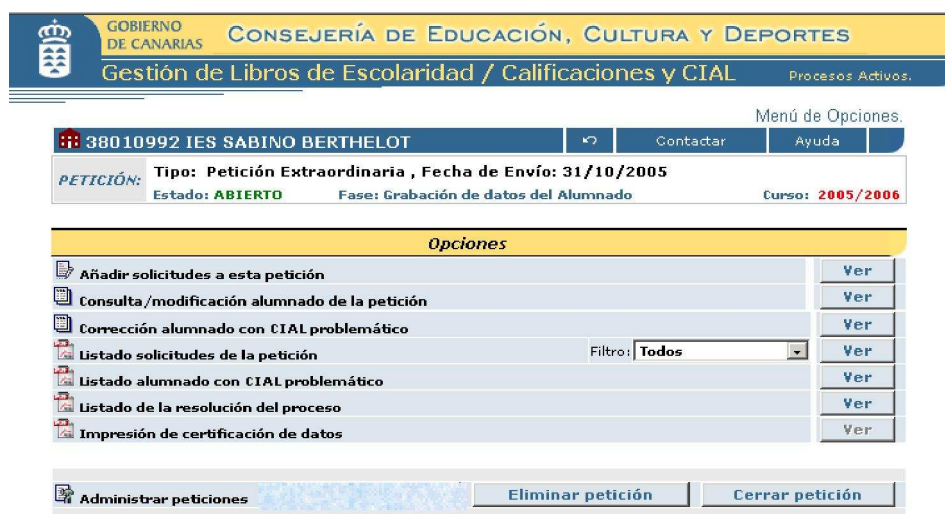 GOBIERNO
DE CANARIAS
CONSEJERÍA DE EDUCACIÓN, CULTURA Y DEPORTES
Gestión de Libros de Escolaridad / Calificaciones y CIAL Procesos Activos.
Menú de Opciones.
38010992 IES SABINO BERTHELOT Contactar Ayuda
PETICIÓN: Tipo: Petición Extraordinaria , Fecha de Envío: 31/10/2005
Estado: ABIERTO Fase: Grabación de datos del Alumnado Curso: 2005/2006
Opciones
Añadir solicitudes a esta petición Ver
Consulta/modificación alumnado de la petición Ver
Corrección alumnado con CIAL problemático Ver
Listado solicitudes de la petición Filtro: Todos Ver
Listado alumnado con CIAL problemático Ver
Listado de la resolución del proceso Ver
Impresión de certificación de datos Ver
Administrar peticiones Eliminar petición Cerrar petición